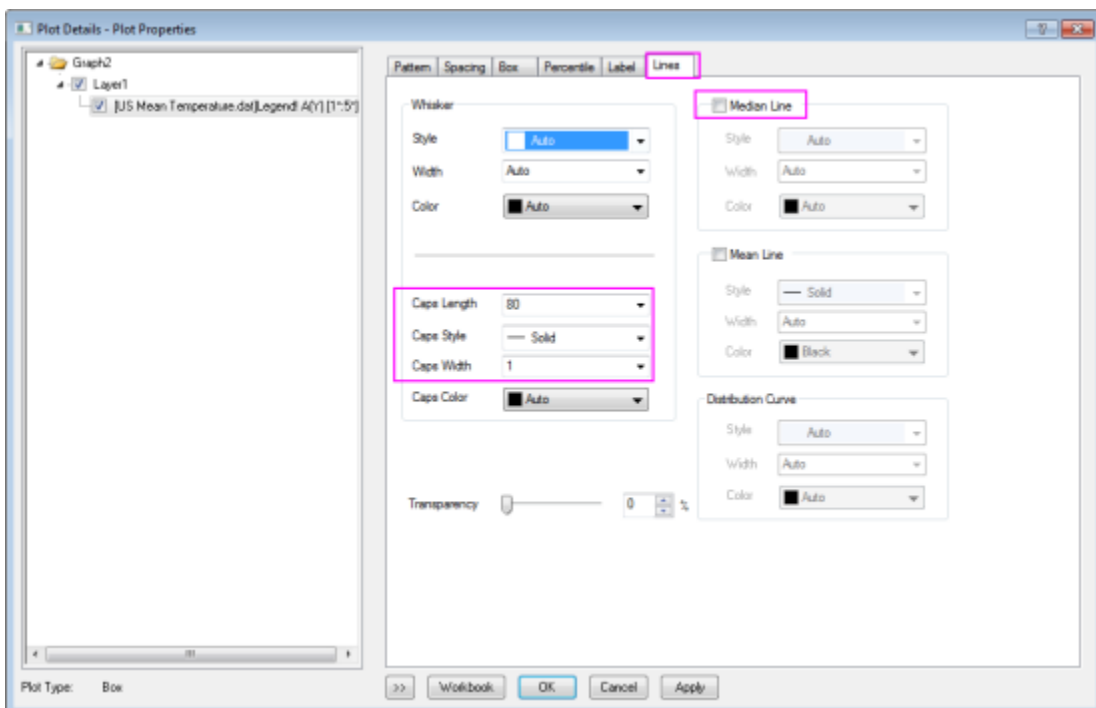 Plot Details - Plot Properties
Graph2
Layer1
[US Mean Temperature.dat]Legend! A(Y) [1*:5*]
Pattern Spacing Box Percentile Label Lines
Whisker
Style Auto
Width Auto
Color Auto
Caps Length 80
Caps Style Solid
Caps Width 1
Caps Color Auto
Transparency 0 %
Median Line
Style Auto
Width Auto
Color Auto
Mean Line
Style Solid
Width Auto
Color Black
Distribution Curve
Style Auto
Width Auto
Color Auto
Plot Type: Box
>> Workbook OK Cancel Apply